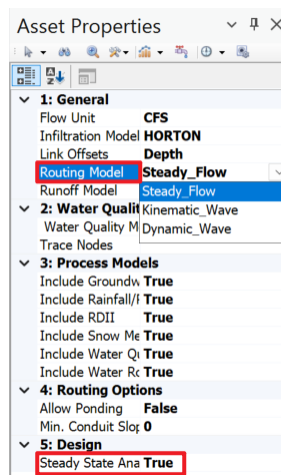 Asset Properties
1: General
Flow Unit CFS
Infiltration Model HORTON
Link Offsets Depth
Routing Model Steady_Flow
Runoff Model Steady_Flow
2: Water Qualit Kinematic_Wave
Water Quality M Dynamic_Wave
Trace Nodes
3: Process Models
Include Groundw True
Include Rainfall/F True
Include RDII True
Include Snow Me True
Include Water Qu True
Include Water Ro True
4: Routing Options
Allow Ponding False
Min. Conduit Slop 0
5: Design
Steady State Ana True